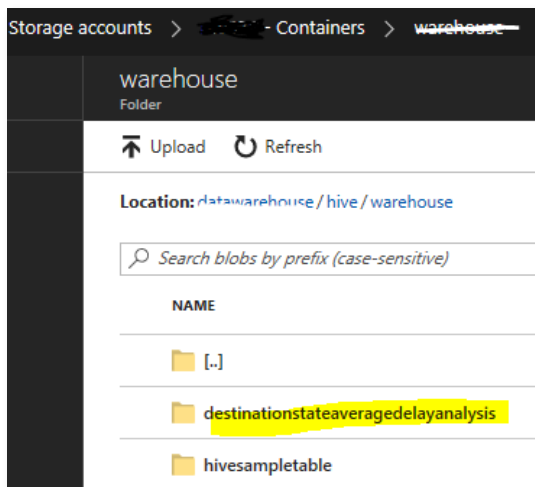 Storage accounts > - Containers > warehouse
warehouse
Folder
Upload Refresh
Location: datawarehouse / hive / warehouse
Search blobs by prefix (case-sensitive)
NAME
[..]
destinationstateaveragedelayanalysis
hivesampletable